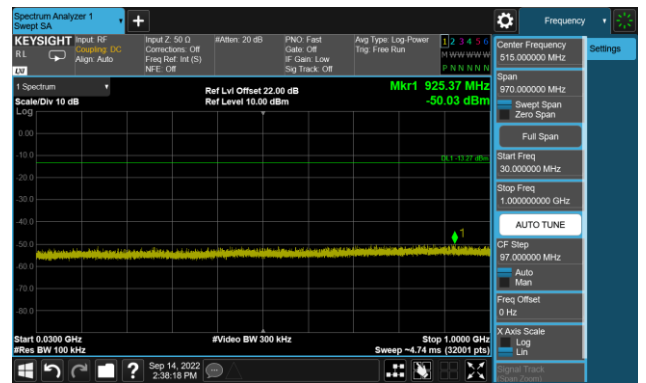 Spectrum Analyzer 1
Swept SA
Frequency
KEYSIGHT
RL
LXI
Input: RF
Coupling: DC
Align: Auto
Input Z: 50 Ω
Corrections: Off
Freq Ref: Int (S)
NFE: Off
#Atten: 20 dB
PNO: Fast
Gate: Off
IF Gain: Low
Sig Track: Off
Avg Type: Log-Power
Trig: Free Run
1 2 3 4 5 6
M W W W W W
P N N N N N
Center Frequency
515.000000 MHz
Settings
Span
970.000000 MHz
Swept Span
Zero Span
Full Span
Start Freq
30.000000 MHz
Stop Freq
1.000000000 GHz
AUTO TUNE
CF Step
97.000000 MHz
Auto
Man
Freq Offset
0 Hz
X Axis Scale
Log
Lin
Signal Track
(Span Zoom)
1 Spectrum
Scale/Div 10 dB
Log
Ref Lvl Offset 22.00 dB
Ref Level 10.00 dBm
Mkr1 925.37 MHz
-50.03 dBm
0.00
-10.0
DL1 -13.27 dBm
-20.0
-30.0
-40.0
1
-50.0
-60.0
-70.0
-80.0
Start 0.0300 GHz
#Res BW 100 kHz
#Video BW 300 kHz
Stop 1.0000 GHz
Sweep ~4.74 ms (32001 pts)
?
Sep 14, 2022
2:38:18 PM